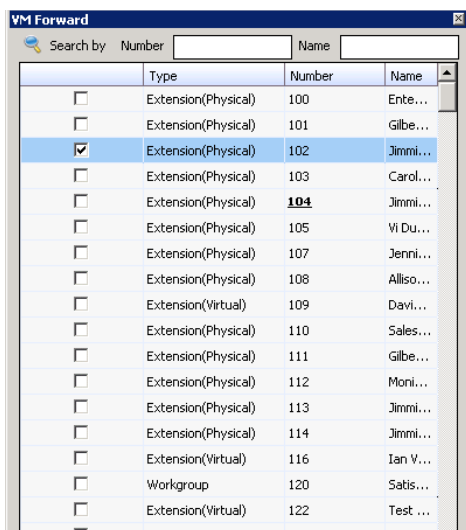 VM Forward
Search by Number Name
Type Number Name
Extension(Physical) 100 Ente...
Extension(Physical) 101 Gilbe...
Extension(Physical) 102 Jimmi...
Extension(Physical) 103 Carol...
Extension(Physical) 104 Jimmi...
Extension(Physical) 105 Vi Du...
Extension(Physical) 107 Jenni...
Extension(Physical) 108 Alliso...
Extension(Virtual) 109 Davi...
Extension(Physical) 110 Sales...
Extension(Physical) 111 Gilbe...
Extension(Physical) 112 Moni...
Extension(Physical) 113 Jimmi...
Extension(Physical) 114 Jimmi...
Extension(Virtual) 116 Ian V...
Workgroup 120 Satis...
Extension(Virtual) 122 Test ...